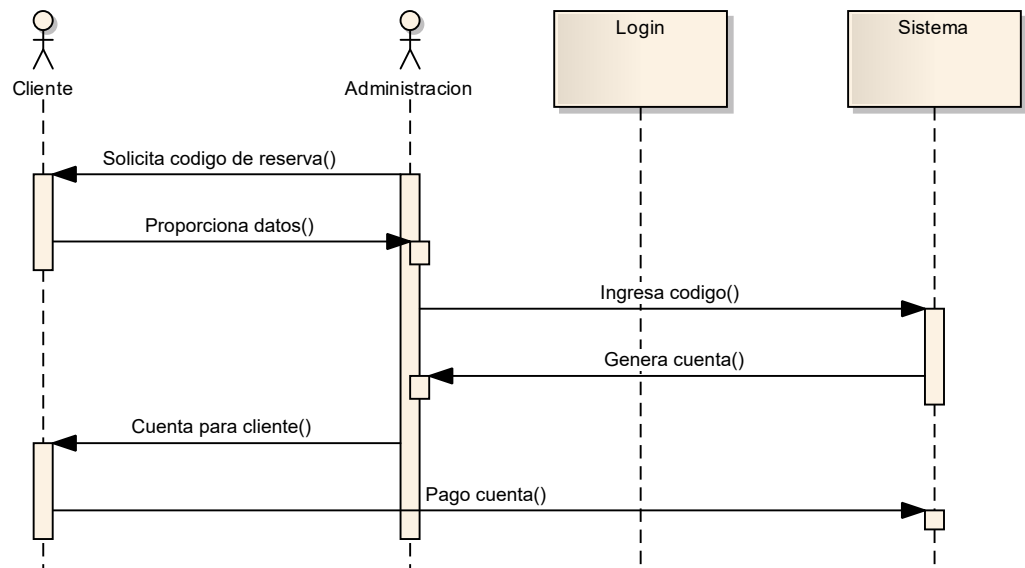 Login
Sistema
Cliente
Administracion
Solicita codigo de reserva()
Proporciona datos()
Ingresa codigo()
Genera cuenta()
Cuenta para cliente()
Pago cuenta()